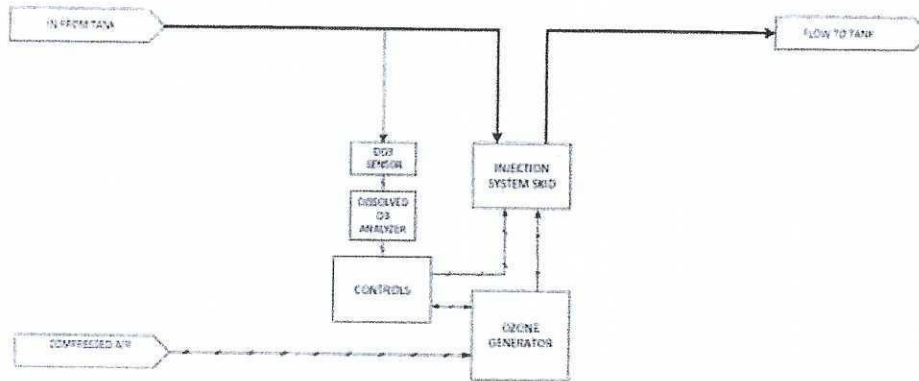 IN FROM TANK
FLOW TO TANK
DO3
SENSOR
INJECTION
SYSTEM SKID
DISSOLVED
O3
ANALYZER
CONTROLS
OZONE
GENERATOR
COMPRESSED AIR